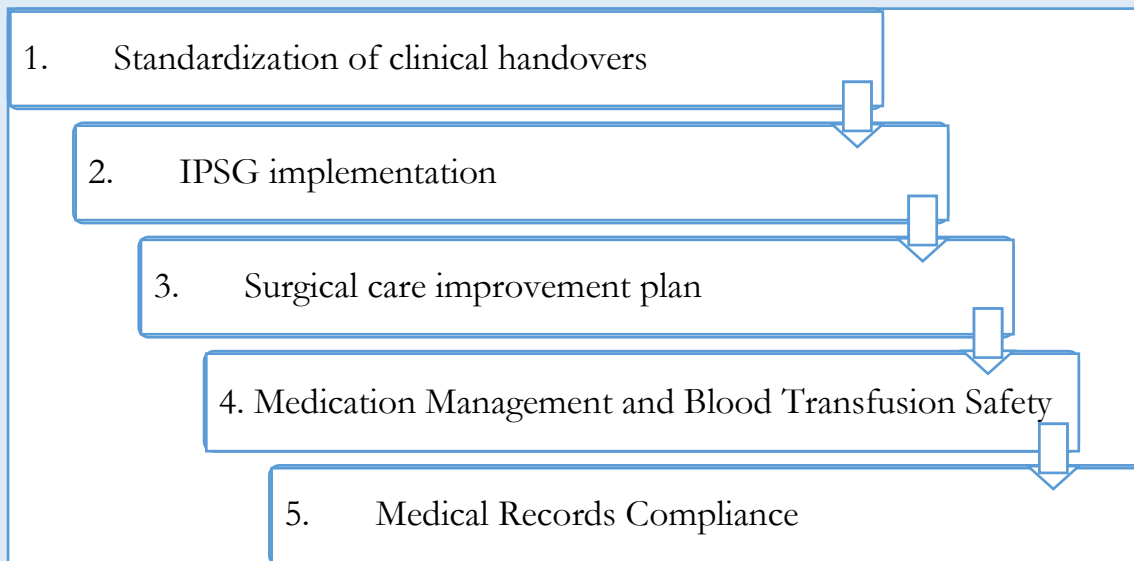 1. Standardization of clinical handovers
2. IPSG implementation
3. Surgical care improvement plan
4. Medication Management and Blood Transfusion Safety
5. Medical Records Compliance